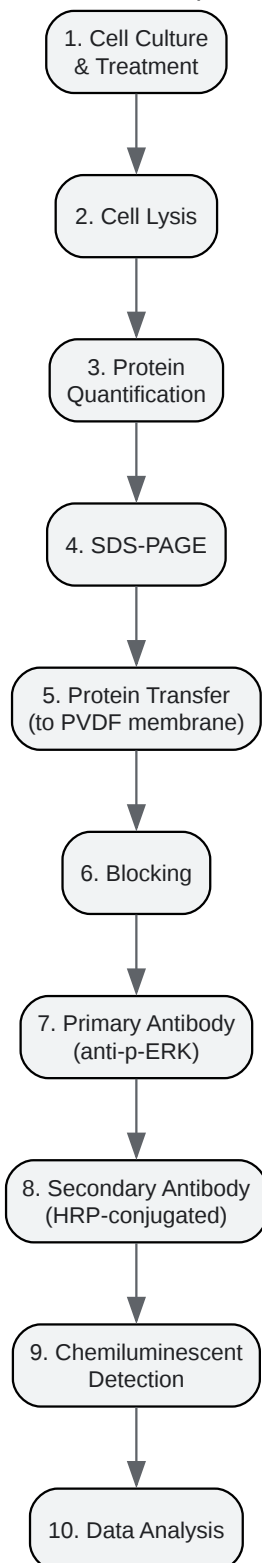 1. Cell Culture
& Treatment
2. Cell Lysis
3. Protein
Quantification
4. SDS-PAGE
5. Protein Transfer
(to PVDF membrane)
6. Blocking
7. Primary Antibody
(anti-p-ERK)
8. Secondary Antibody
(HRP-conjugated)
9. Chemiluminescent
Detection
10. Data Analysis